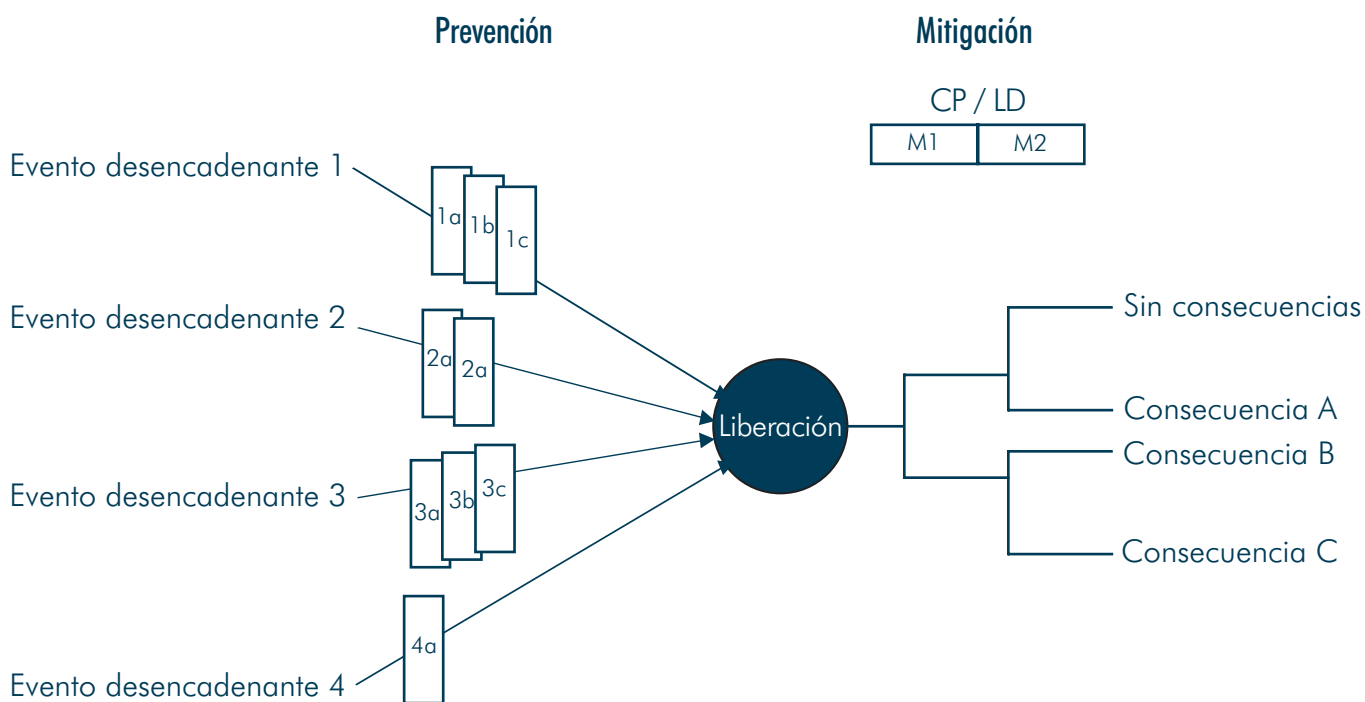 Prevención
Mitigación
CP / LD
M1
M2
Evento desencadenante 1
1a
1b
1c
Evento desencadenante 2
2a
2a
Evento desencadenante 3
3a
3b
3c
Evento desencadenante 4
4a
Liberación
Sin consecuencias
Consecuencia A
Consecuencia B
Consecuencia C